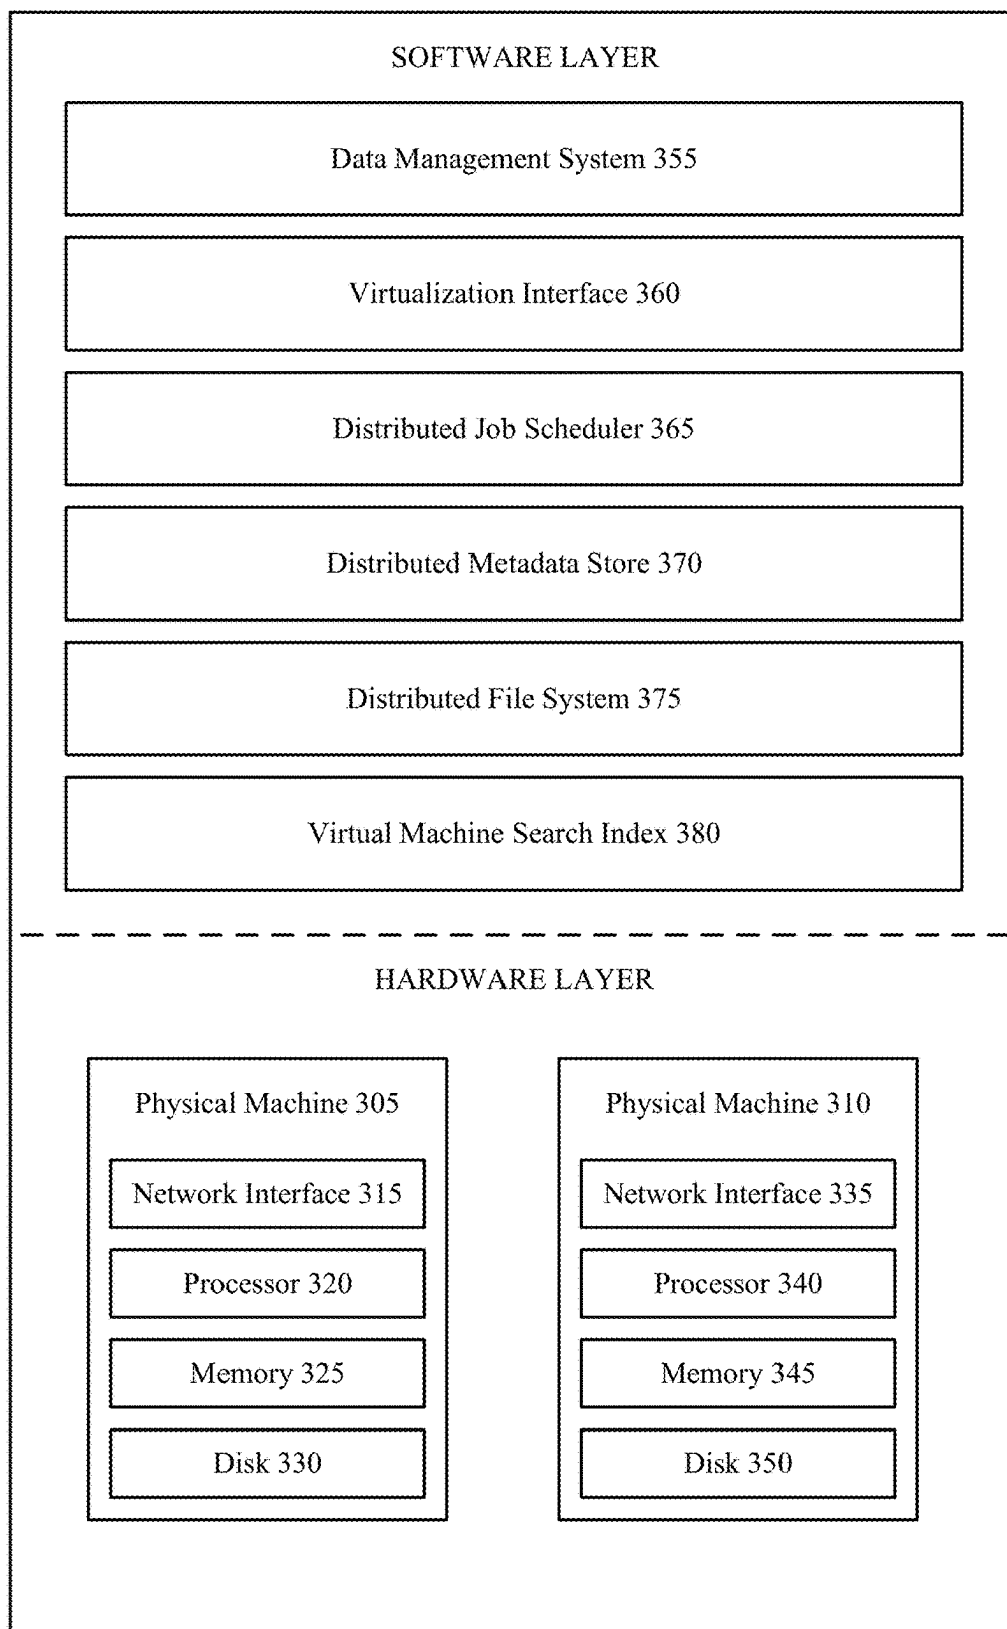 SOFTWARE LAYER
Data Management System 355
Virtualization Interface 360
Distributed Job Scheduler 365
Distributed Metadata Store 370
Distributed File System 375
Virtual Machine Search Index 380
HARDWARE LAYER
Physical Machine 305
Network Interface 315
Processor 320
Memory 325
Disk 330
Physical Machine 310
Network Interface 335
Processor 340
Memory 345
Disk 350